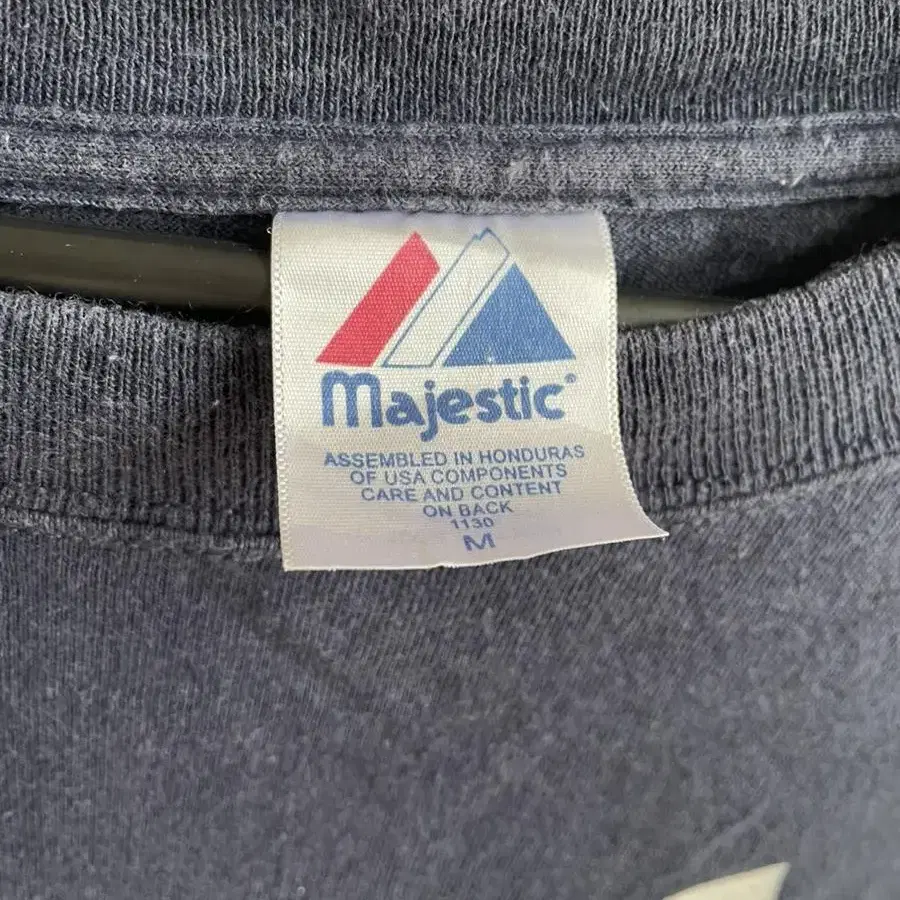 Majestic®
ASSEMBLED IN HONDURAS
OF USA COMPONENTS
CARE AND CONTENT
ON BACK
1130
M